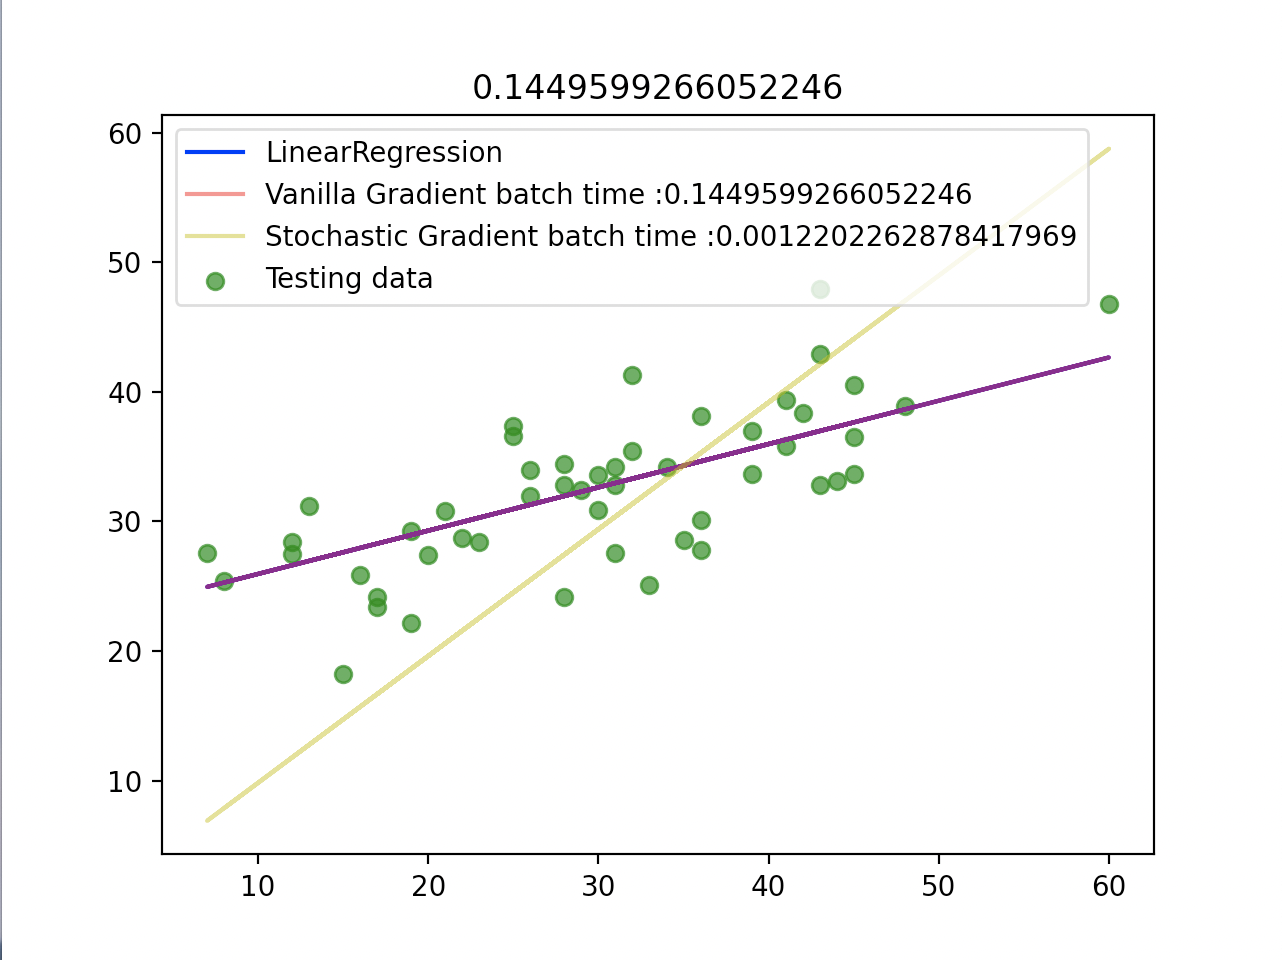 0.1449599266052246
LinearRegression
Vanilla Gradient batch time :0.1449599266052246
Stochastic Gradient batch time :0.0012202262878417969
Testing data
60
50
40
30
20
10
10 20 30 40 50 60